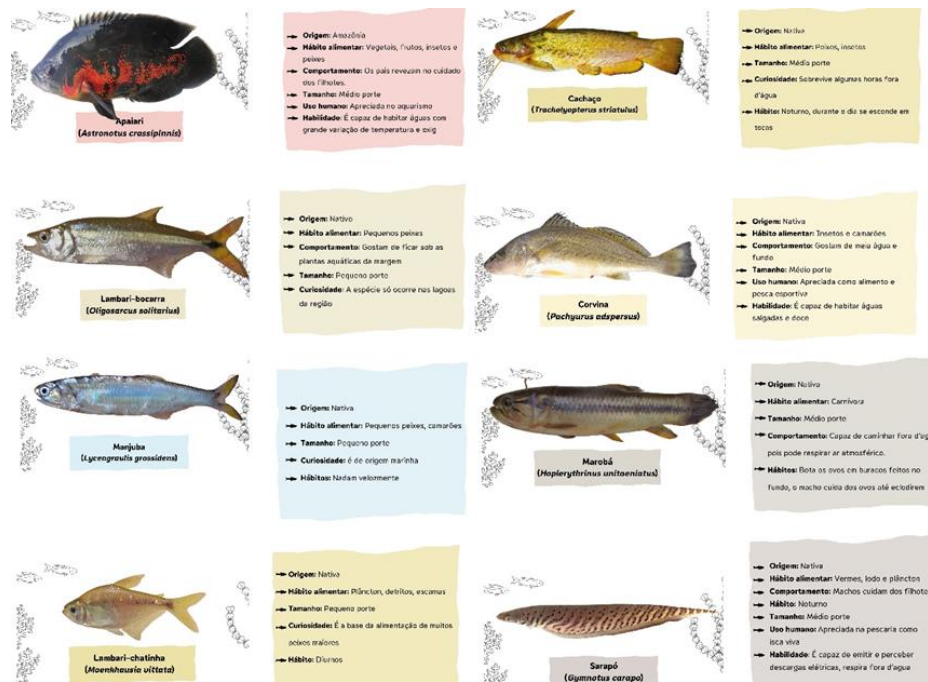 Apaiari
(Astronotus crassipinnis)
Origem: Amazônia
Hábito alimentar: Vegetais, frutos, insetos e
peixes
Comportamento: Os pais revezam no cuidado
dos filhotes.
Tamanho: Médio porte
Uso humano: Apreciada no aquarismo
Habilidade: É capaz de habitar águas com
grande variação de temperatura e oxig
Cachaço
(Trachelyopterus striatulus)
Origem: Nativa
Hábito alimentar: Peixes, insetos
Tamanho: Médio porte
Curiosidade: Sobrevive algumas horas fora
d'água
Hábito: Noturno, durante o dia se esconde em
tocas
Lambari-bocarra
(Oligosarcus solitarius)
Origem: Nativo
Hábito alimentar: Pequenos peixes
Comportamento: Gostam de ficar sob as
plantas aquáticas da margem
Tamanho: Pequeno porte
Curiosidade: A espécie só ocorre nas lagoas
da região
Corvina
(Pachyurus adspersus)
Origem: Nativa
Hábito alimentar: Insetos e camarões
Comportamento: Gostam de meia água e
fundo
Tamanho: Médio porte
Uso humano: Apreciada como alimento e
pesca esportiva
Habilidade: É capaz de habitar águas
salgadas e doce
Manjuba
(Lycengraulis grossidens)
Origem: Nativa
Hábito alimentar: Pequenos peixes, camarões
Tamanho: Pequeno porte
Curiosidade: é de origem marinha
Hábitos: Nadam velozmente
Marobá
(Hoplerythrinus unitaeniatus)
Origem: Nativa
Hábito alimentar: Carnívora
Tamanho: Médio porte
Comportamento: Capaz de caminhar fora d'ág
pois pode respirar ar atmosférico.
Hábitos: Bota os ovos em buracos feitos no
fundo, o macho cuida dos ovos até eclodirem
Lambari-chatinha
(Moenkhausia vittata)
Origem: Nativa
Hábito alimentar: Plâncton, detritos, escamas
Tamanho: Pequeno porte
Curiosidade: É a base da alimentação de muitos
peixes maiores
Hábito: Diurnos
Sarapó
(Gymnotus carapo)
Origem: Nativa
Hábito alimentar: Vermes, lodo e plâncton
Comportamento: Machos cuidam dos filhote
Hábito: Noturno
Tamanho: Médio porte
Uso humano: Apreciada na pescaria como
isca viva
Habilidade: É capaz de emitir e perceber
descargas elétricas, respira fora d'água